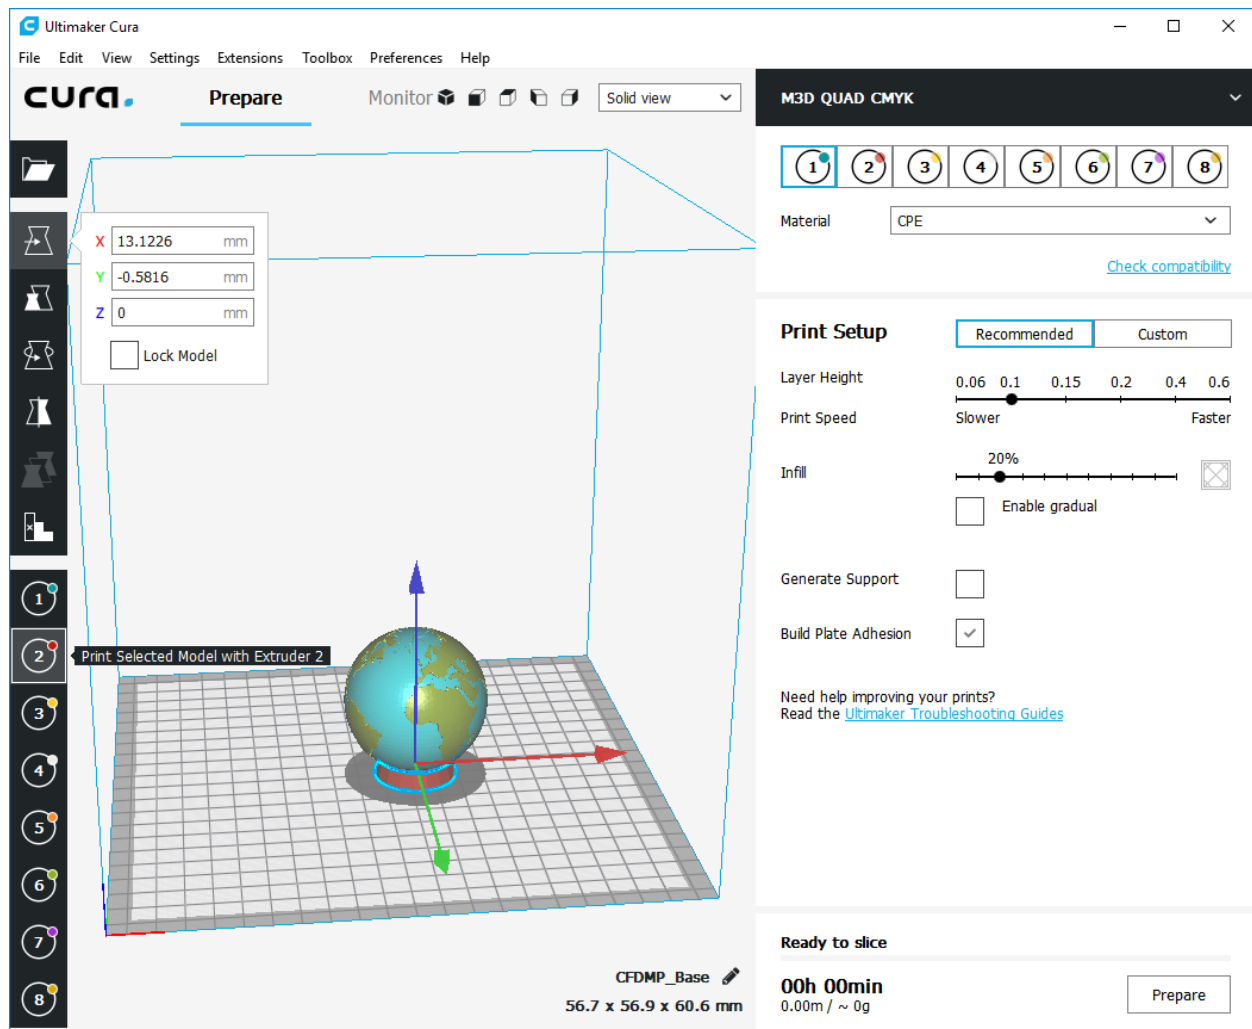 Ultimaker Cura
File Edit View Settings Extensions Toolbox Preferences Help
cura.
Prepare
Monitor
Solid view
M3D QUAD CMYK
1 2 3 4 5 6 7 8
Material
CPE
Check compatibility
X 13.1226 mm
Y -0.5816 mm
Z 0 mm
Lock Model
Print Setup
Recommended
Custom
Layer Height
0.06 0.1 0.15 0.2 0.4 0.6
Print Speed
Slower
Faster
Infill
20%
Enable gradual
Generate Support
Build Plate Adhesion
Need help improving your prints?
Read the Ultimaker Troubleshooting Guides
1
2
Print Selected Model with Extruder 2
3
4
5
6
7
8
CFDMP_Base
56.7 x 56.9 x 60.6 mm
Ready to slice
00h 00min
0.00m / ~ 0g
Prepare